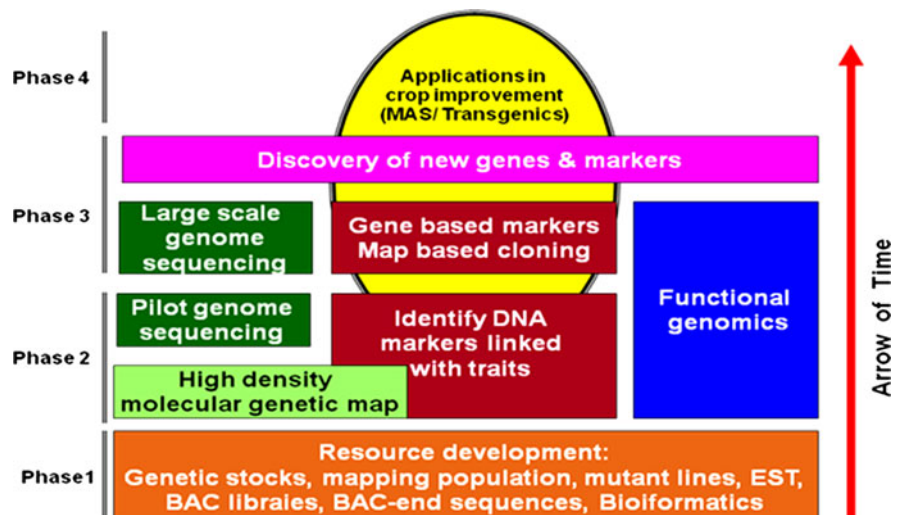 Phase 4
Applications in
crop improvement
(MAS/ Transgenics)
Discovery of new genes & markers
Phase 3
Large scale
genome
sequencing
Gene based markers
Map based cloning
Functional
genomics
Pilot genome
sequencing
Identify DNA
markers linked
with traits
Phase 2
High density
molecular genetic map
Phase1
Resource development:
Genetic stocks, mapping population, mutant lines, EST,
BAC libraies, BAC-end sequences, Bioiformatics
Arrow of Time